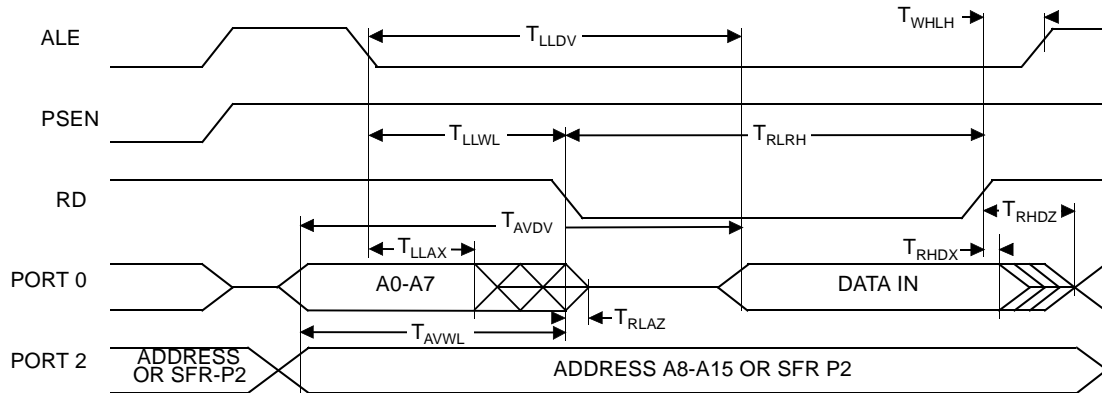 T_WHLH
ALE
T_LLDV
PSEN
T_LLWL
T_RLRH
RD
T_AVDV
T_RHDZ
T_LLAX
T_RHDX
PORT 0
A0-A7
DATA IN
T_RLAZ
T_AVWL
PORT 2
ADDRESS
OR SFR-P2
ADDRESS A8-A15 OR SFR P2